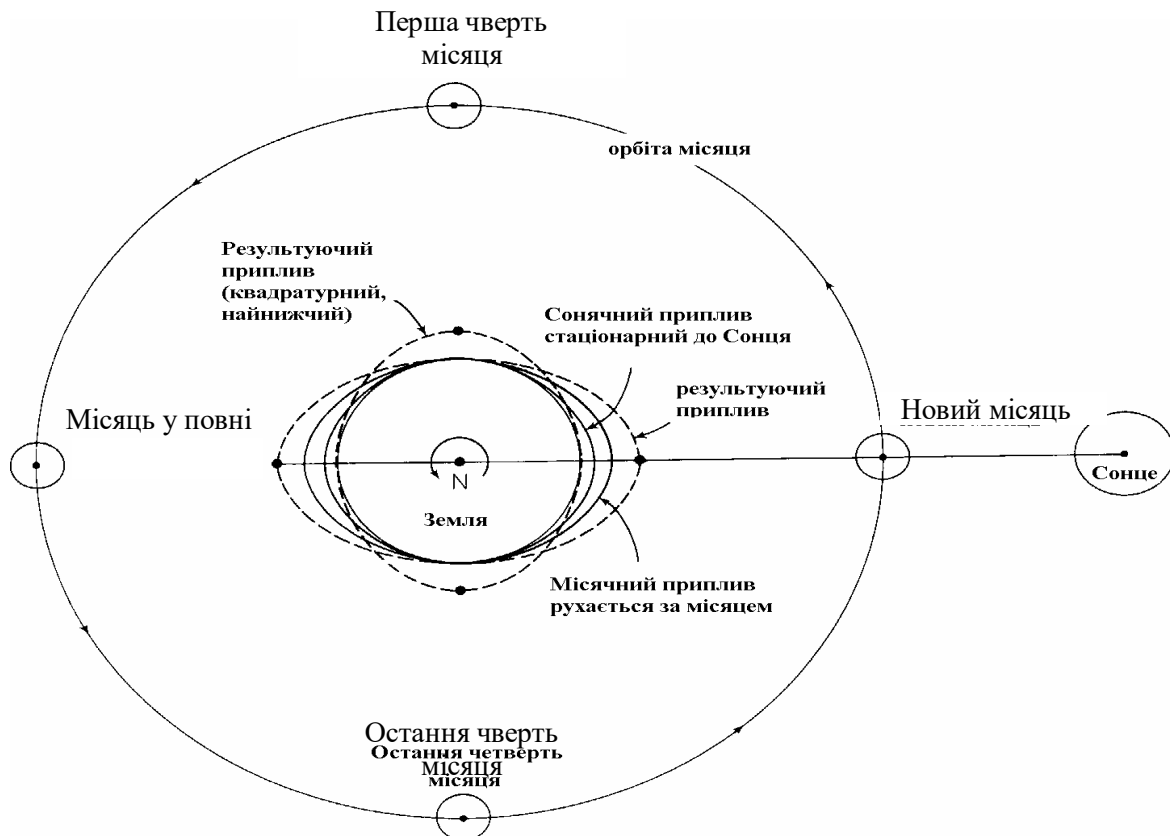 Перша чверть
місяця
орбіта місяця
Результуючий
приплив
(квадратурний,
найнижчий)
Сонячний приплив
стаціонарний до Сонця
результуючий
приплив
Місяць у повні
Новий місяць
Сонце
N
Земля
Місячний приплив
рухається за місяцем
Остання чверть
Остання четверть
місяця
місяця